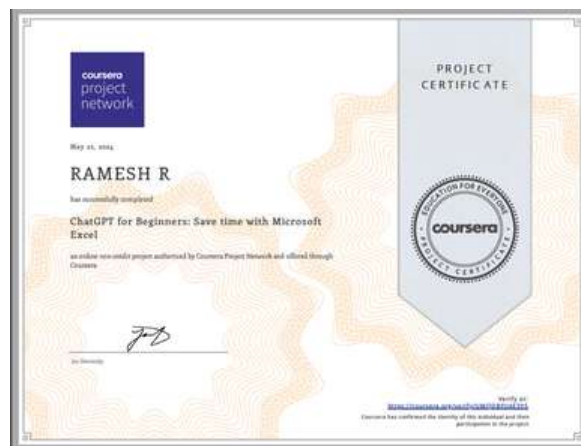 coursera
project
network
PROJECT
CERTIFICATE
RAMESH R
has successfully completed
ChatGPT for Beginners: Save time with Microsoft
Excel
an online non-credit project authorized by Coursera Project Network and offered through
Coursera
EDUCATION FOR EVERYONE
coursera
PROJECT CERTIFICATE
Verify at:
Coursera has confirmed the identity of this individual and their
participation in the project